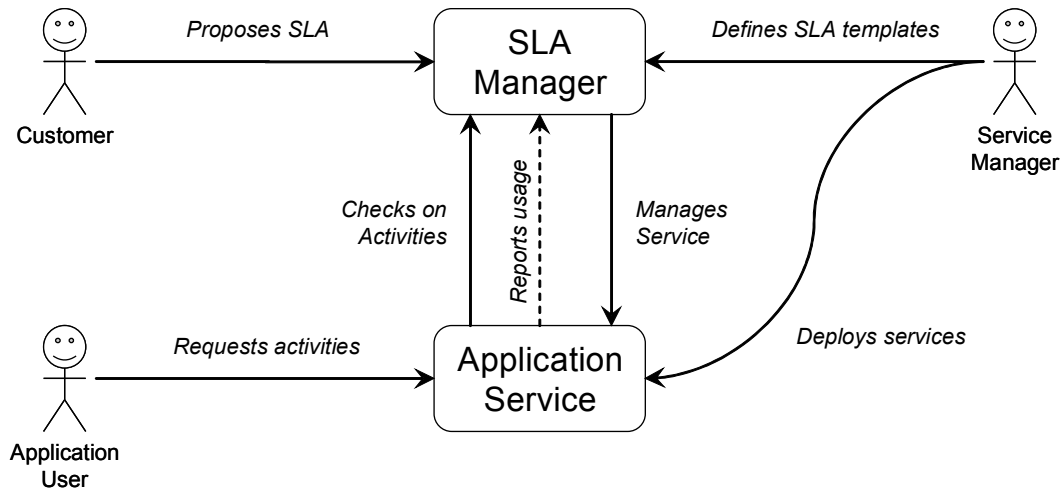 Proposes SLA
SLA
Manager
Defines SLA templates
Customer
Service
Manager
Checks on
Activities
Reports usage
Manages
Service
Requests activities
Application
Service
Deploys services
Application
User